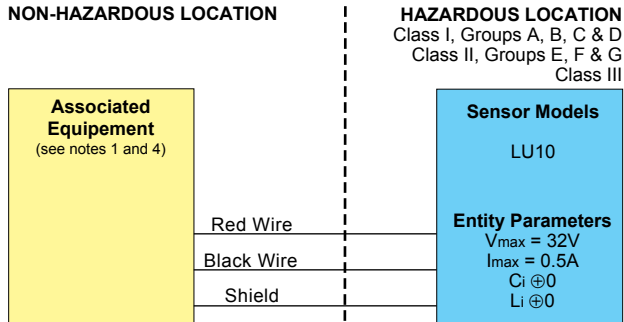 NON-HAZARDOUS LOCATION
HAZARDOUS LOCATION
Class I, Groups A, B, C & D
Class II, Groups E, F & G
Class III
Associated
Equipement
(see notes 1 and 4)
Red Wire
Black Wire
Shield
Sensor Models
LU10
Entity Parameters
Vmax = 32V
Imax = 0.5A
Ci ⊕0
Li ⊕0